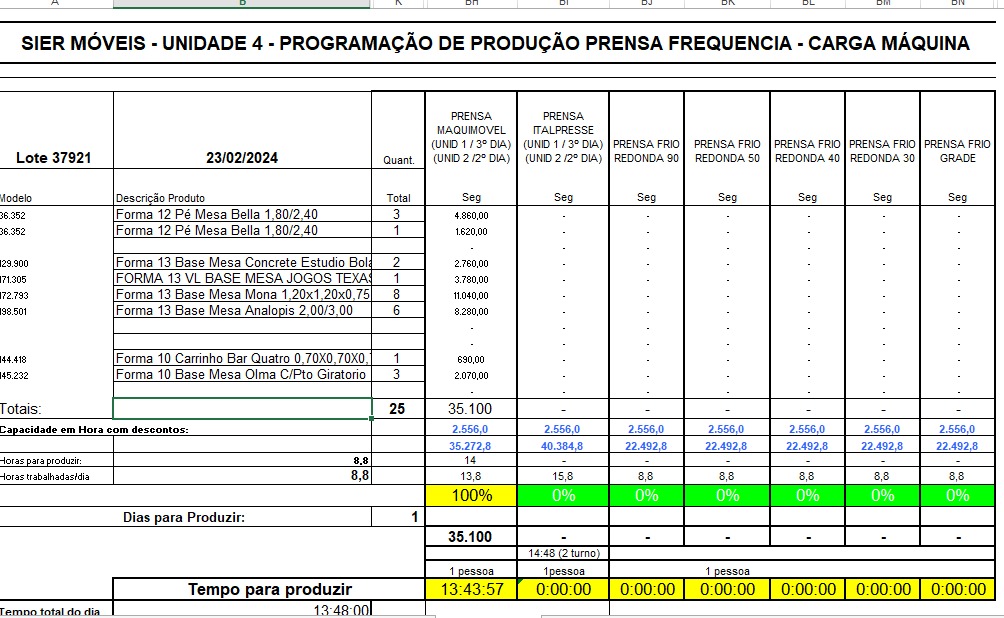 A B K BH BI BJ BK BL BM BN
SIER MÓVEIS - UNIDADE 4 - PROGRAMAÇÃO DE PRODUÇÃO PRENSA FREQUENCIA - CARGA MÁQUINA
PRENSA MAQUIMOVEL (UNID 1 / 3º DIA) (UNID 2 /2º DIA)
PRENSA ITALPRESSE (UNID 1 / 3º DIA) (UNID 2 /2º DIA)
PRENSA FRIO REDONDA 90
PRENSA FRIO REDONDA 50
PRENSA FRIO REDONDA 40
PRENSA FRIO REDONDA 30
PRENSA FRIO GRADE
Lote 37921 23/02/2024 Quant.
Modelo Descrição Produto Total Seg Seg Seg Seg Seg Seg Seg
36.352 Forma 12 Pé Mesa Bella 1,80/2,40 3 4.860,00 - - - - - -
36.352 Forma 12 Pé Mesa Bella 1,80/2,40 1 1.620,00 - - - - - -
- - - - - - -
129.900 Forma 13 Base Mesa Concrete Estudio Bola 2 2.760,00 - - - - - -
171.305 FORMA 13 VL BASE MESA JOGOS TEXAS 1 3.780,00 - - - - - -
172.793 Forma 13 Base Mesa Mona 1,20x1,20x0,75 8 11.040,00 - - - - - -
198.501 Forma 13 Base Mesa Analopis 2,00/3,00 6 8.280,00 - - - - - -
- - - - - - -
- - - - - - -
144.418 Forma 10 Carrinho Bar Quatro 0,70X0,70X0, 1 690,00 - - - - - -
145.232 Forma 10 Base Mesa Olma C/Pto Giratorio 3 2.070,00 - - - - - -
- - - - - - -
Totais: 25 35.100 - - - - - -
Capacidade em Hora com descontos: 2.556,0 2.556,0 2.556,0 2.556,0 2.556,0 2.556,0 2.556,0
35.272,8 40.384,8 22.492,8 22.492,8 22.492,8 22.492,8 22.492,8
Horas para produzir: 8,8 14 - - - - - -
Horas trabalhadas/dia 8,8 13,8 15,8 8,8 8,8 8,8 8,8 8,8
100% 0% 0% 0% 0% 0% 0%
Dias para Produzir: 1
35.100 - - - - - -
14:48 (2 turno)
1 pessoa 1pessoa 1 pessoa
Tempo para produzir 13:43:57 0:00:00 0:00:00 0:00:00 0:00:00 0:00:00 0:00:00
Tempo total do dia 13:48:00